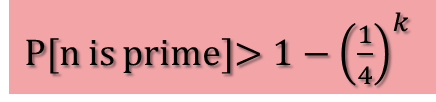 P[n is prime]> 1 − (1/4)^k